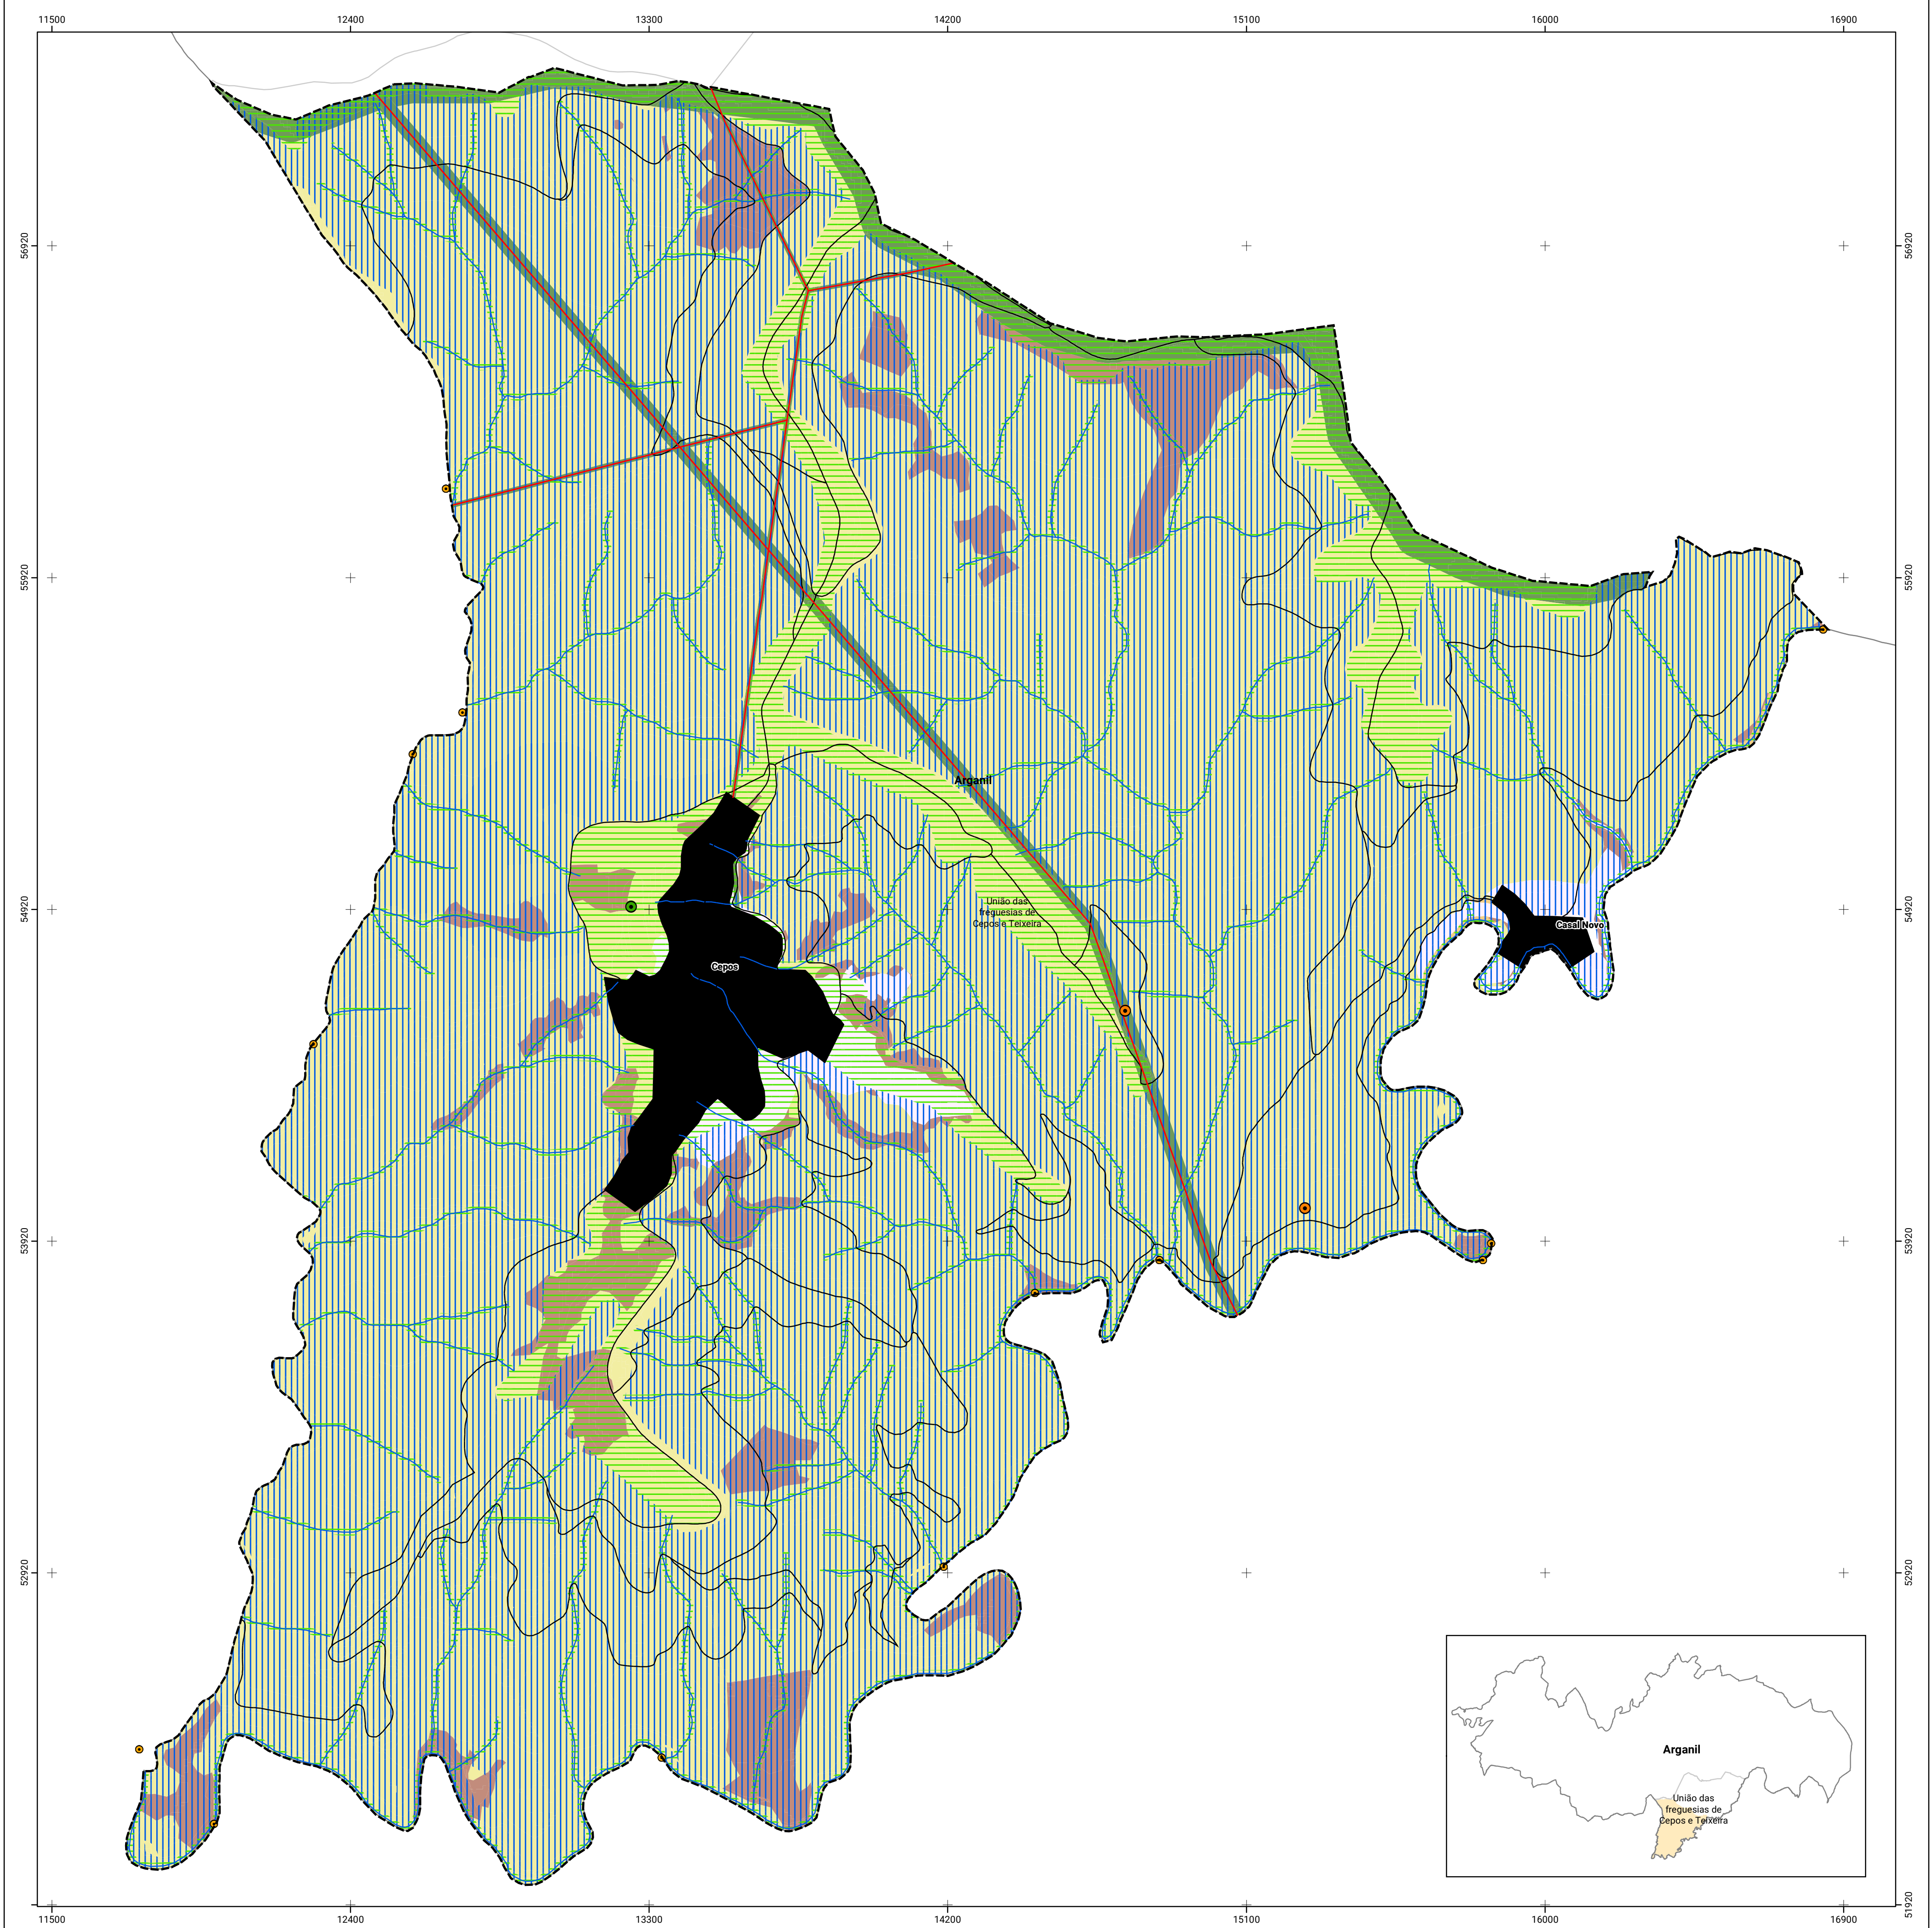 11500 12400 13300 14200 15100 16000 16900
56920 56920
55920 55920
Arganil
União das
freguesias de
Cepos e Teixeira
54920 54920
Casal Novo
Cepos
53920 53920
52920 52920
Arganil
União das
freguesias de
Cepos e Teixeira
51920
11500 12400 13300 14200 15100 16000 16900